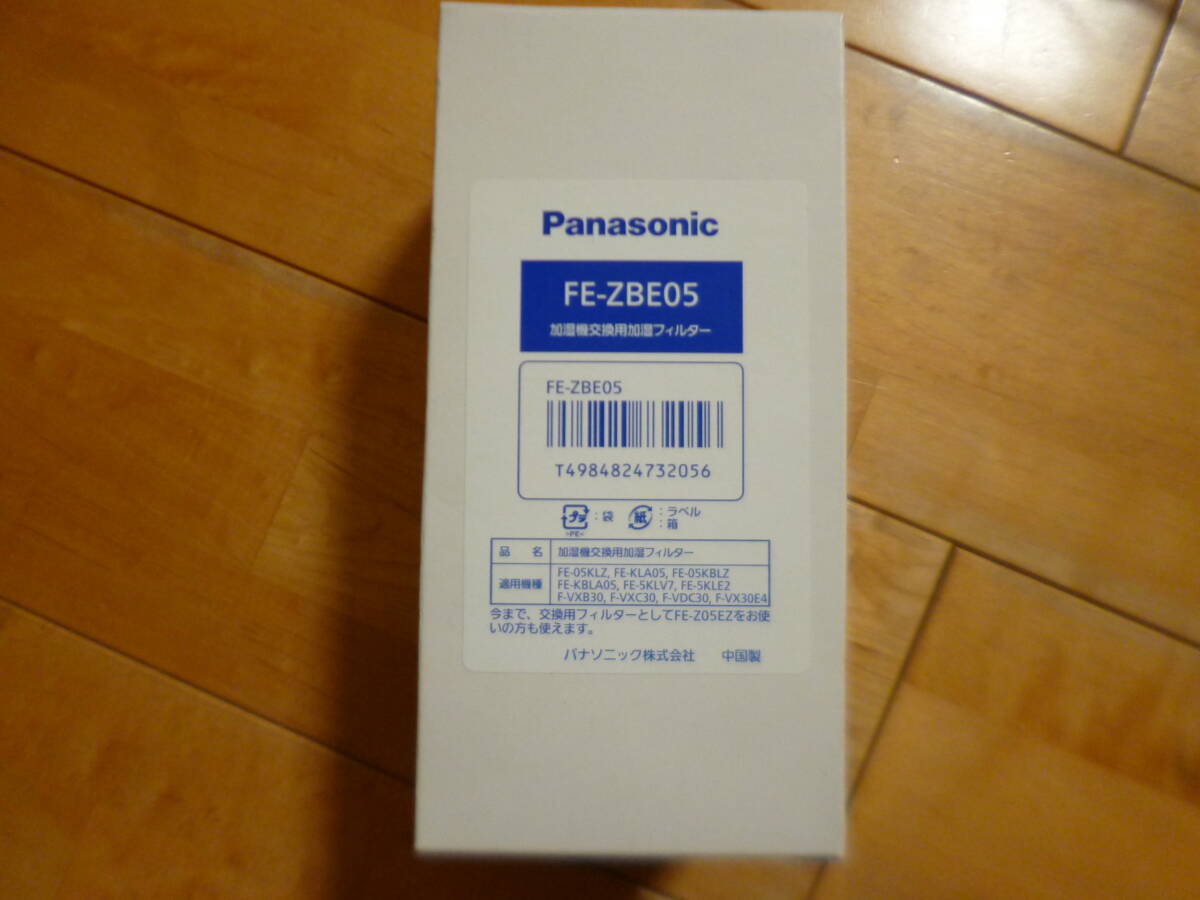 Panasonic
FE-ZBE05
加湿機交換用加湿フィルター
FE-ZBE05
T4984824732056
プラ :袋 紙 :ラベル
:箱
-PE-
品 名 加湿機交換用加湿フィルター
適用機種 FE-05KLZ, FE-KLA05, FE-05KBLZ
FE-KBLA05, FE-5KLV7, FE-5KLEZ
F-VXB30, F-VXC30, F-VDC30, F-VX30E4
今まで、交換用フィルターとしてFE-Z05EZをお使
いの方も使えます。
パナソニック株式会社 中国製